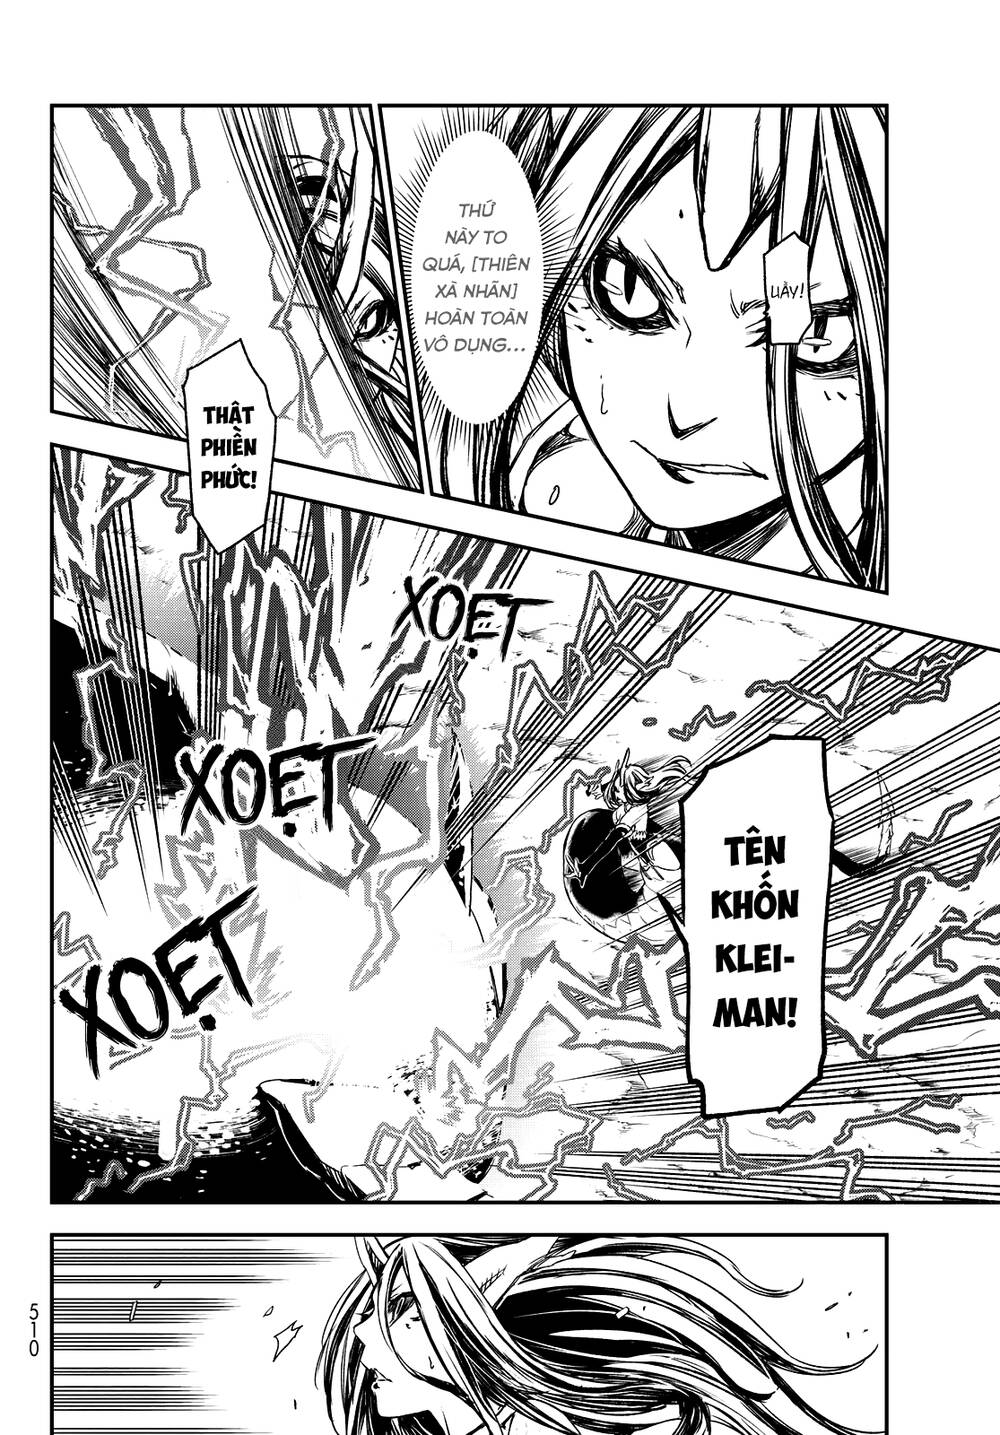 ỦÀY!
THỨ
NÀY TO
QUÁ, [THIÊN
XÀ NHÃN]
HOÀN TOÀN
VÔ DỤNG...
THẬT
PHIỀN
PHỨC!
XOẸT
XOẸT
XOẸT
TÊN
KHỐN
KLEI-
MAN!
510